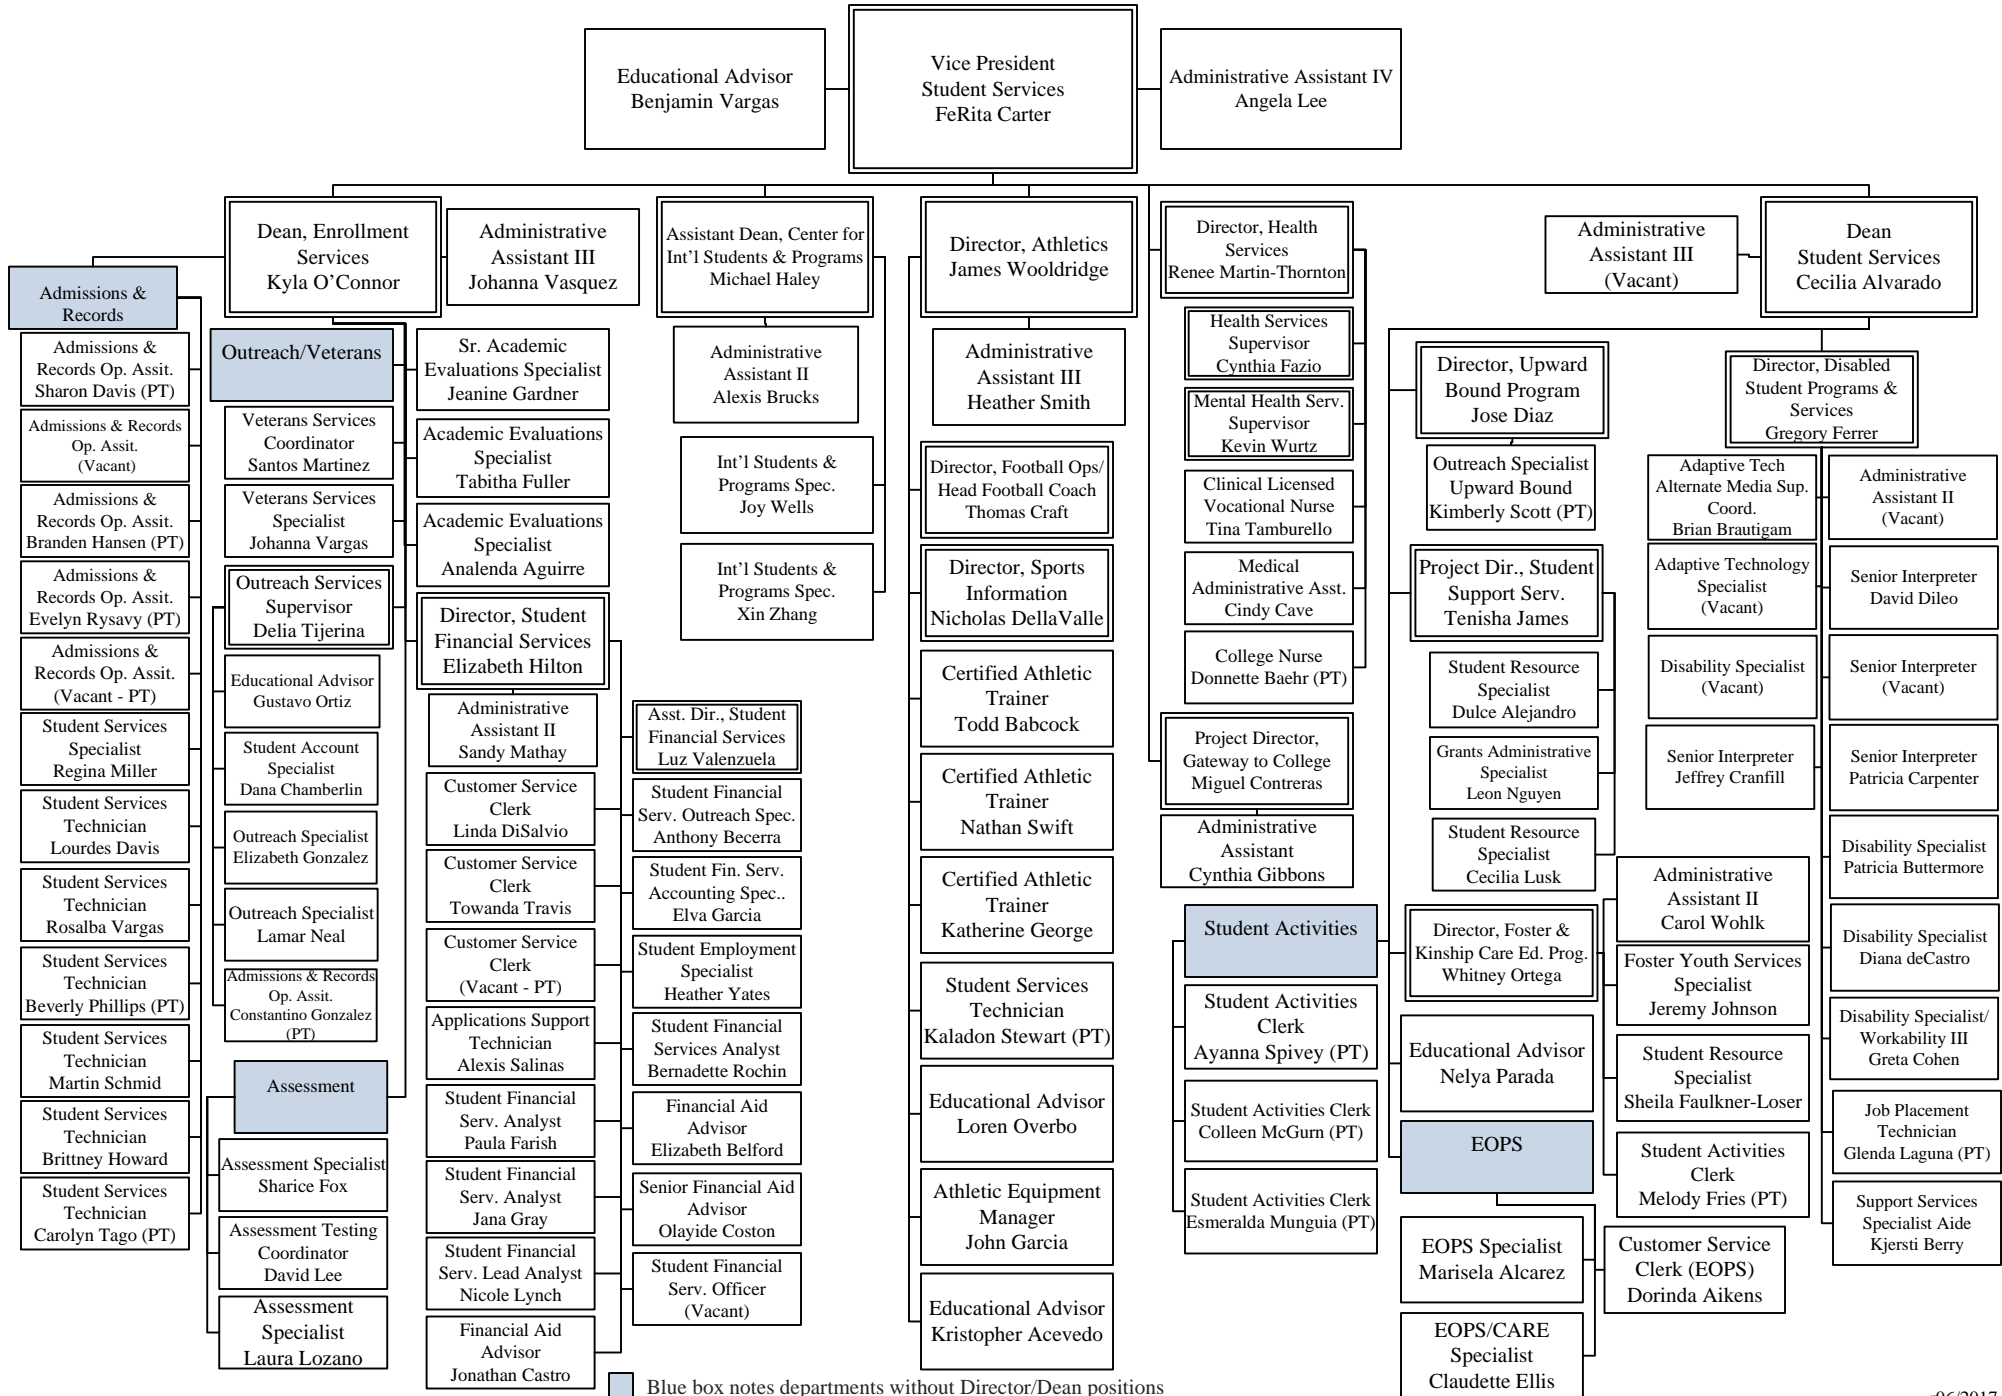 Educational Advisor
Benjamin Vargas
Vice President
Student Services
FeRita Carter
Administrative Assistant IV
Angela Lee
Dean, Enrollment
Services
Kyla O’Connor
Administrative
Assistant III
Johanna Vasquez
Assistant Dean, Center for
Int’l Students & Programs
Michael Haley
Director, Athletics
James Wooldridge
Director, Health
Services
Renee Martin-Thornton
Administrative
Assistant III
(Vacant)
Dean
Student Services
Cecilia Alvarado
Admissions &
Records
Admissions &
Records Op. Assit.
Sharon Davis (PT)
Admissions & Records
Op. Assit.
(Vacant)
Admissions &
Records Op. Assit.
Branden Hansen (PT)
Admissions &
Records Op. Assit.
Evelyn Rysavy (PT)
Admissions &
Records Op. Assit.
(Vacant - PT)
Student Services
Specialist
Regina Miller
Student Services
Technician
Lourdes Davis
Student Services
Technician
Rosalba Vargas
Student Services
Technician
Beverly Phillips (PT)
Student Services
Technician
Martin Schmid
Student Services
Technician
Brittney Howard
Student Services
Technician
Carolyn Tago (PT)
Outreach/Veterans
Veterans Services
Coordinator
Santos Martinez
Veterans Services
Specialist
Johanna Vargas
Outreach Services
Supervisor
Delia Tijerina
Educational Advisor
Gustavo Ortiz
Student Account
Specialist
Dana Chamberlin
Outreach Specialist
Elizabeth Gonzalez
Outreach Specialist
Lamar Neal
Admissions & Records
Op. Assit.
Constantino Gonzalez
(PT)
Assessment
Assessment Specialist
Sharice Fox
Assessment Testing
Coordinator
David Lee
Assessment
Specialist
Laura Lozano
Sr. Academic
Evaluations Specialist
Jeanine Gardner
Academic Evaluations
Specialist
Tabitha Fuller
Academic Evaluations
Specialist
Analenda Aguirre
Director, Student
Financial Services
Elizabeth Hilton
Administrative
Assistant II
Sandy Mathay
Customer Service
Clerk
Linda DiSalvio
Customer Service
Clerk
Towanda Travis
Customer Service
Clerk
(Vacant - PT)
Applications Support
Technician
Alexis Salinas
Student Financial
Serv. Analyst
Paula Farish
Student Financial
Serv. Analyst
Jana Gray
Student Financial
Serv. Lead Analyst
Nicole Lynch
Financial Aid
Advisor
Jonathan Castro
Asst. Dir., Student
Financial Services
Luz Valenzuela
Student Financial
Serv. Outreach Spec.
Anthony Becerra
Student Fin. Serv.
Accounting Spec..
Elva Garcia
Student Employment
Specialist
Heather Yates
Student Financial
Services Analyst
Bernadette Rochin
Financial Aid
Advisor
Elizabeth Belford
Senior Financial Aid
Advisor
Olayide Coston
Student Financial
Serv. Officer
(Vacant)
Administrative
Assistant II
Alexis Brucks
Int’l Students &
Programs Spec.
Joy Wells
Int’l Students &
Programs Spec.
Xin Zhang
Administrative
Assistant III
Heather Smith
Director, Football Ops/
Head Football Coach
Thomas Craft
Director, Sports
Information
Nicholas DellaValle
Certified Athletic
Trainer
Todd Babcock
Certified Athletic
Trainer
Nathan Swift
Certified Athletic
Trainer
Katherine George
Student Services
Technician
Kaladon Stewart (PT)
Educational Advisor
Loren Overbo
Athletic Equipment
Manager
John Garcia
Educational Advisor
Kristopher Acevedo
Health Services
Supervisor
Cynthia Fazio
Mental Health Serv.
Supervisor
Kevin Wurtz
Clinical Licensed
Vocational Nurse
Tina Tamburello
Medical
Administrative Asst.
Cindy Cave
College Nurse
Donnette Baehr (PT)
Project Director,
Gateway to College
Miguel Contreras
Administrative
Assistant
Cynthia Gibbons
Student Activities
Student Activities
Clerk
Ayanna Spivey (PT)
Student Activities Clerk
Colleen McGurn (PT)
Student Activities Clerk
Esmeralda Munguia (PT)
Director, Upward
Bound Program
Jose Diaz
Outreach Specialist
Upward Bound
Kimberly Scott (PT)
Project Dir., Student
Support Serv.
Tenisha James
Student Resource
Specialist
Dulce Alejandro
Grants Administrative
Specialist
Leon Nguyen
Student Resource
Specialist
Cecilia Lusk
Director, Foster &
Kinship Care Ed. Prog.
Whitney Ortega
Educational Advisor
Nelya Parada
EOPS
EOPS Specialist
Marisela Alcarez
EOPS/CARE
Specialist
Claudette Ellis
Customer Service
Clerk (EOPS)
Dorinda Aikens
Administrative
Assistant II
Carol Wohlk
Foster Youth Services
Specialist
Jeremy Johnson
Student Resource
Specialist
Sheila Faulkner-Loser
Student Activities
Clerk
Melody Fries (PT)
Director, Disabled
Student Programs &
Services
Gregory Ferrer
Adaptive Tech
Alternate Media Sup.
Coord.
Brian Brautigam
Adaptive Technology
Specialist
(Vacant)
Disability Specialist
(Vacant)
Senior Interpreter
Jeffrey Cranfill
Administrative
Assistant II
(Vacant)
Senior Interpreter
David Dileo
Senior Interpreter
(Vacant)
Senior Interpreter
Patricia Carpenter
Disability Specialist
Patricia Buttermore
Disability Specialist
Diana deCastro
Disability Specialist/
Workability III
Greta Cohen
Job Placement
Technician
Glenda Laguna (PT)
Support Services
Specialist Aide
Kjersti Berry
Blue box notes departments without Director/Dean positions
r06/2017